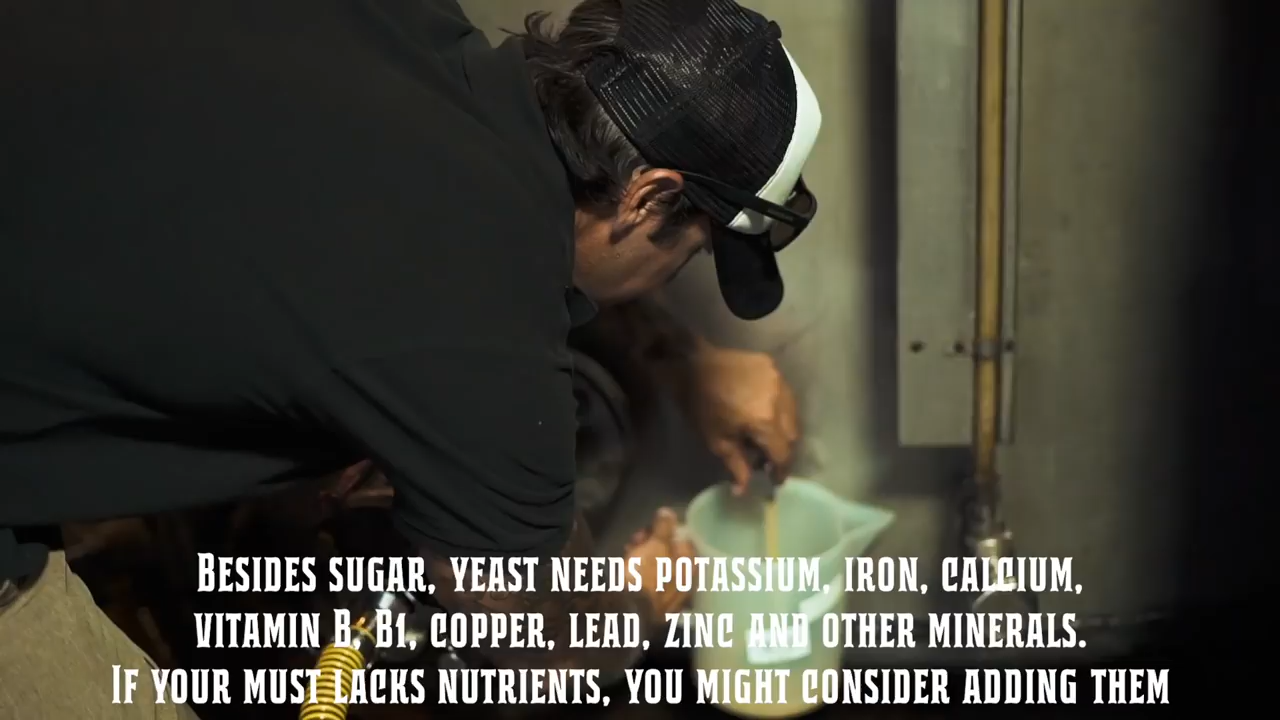 Besides sugar, yeast needs potassium, iron, calcium,
vitamin B, B1, copper, lead, zinc and other minerals.
If your must lacks nutrients, you might consider adding them